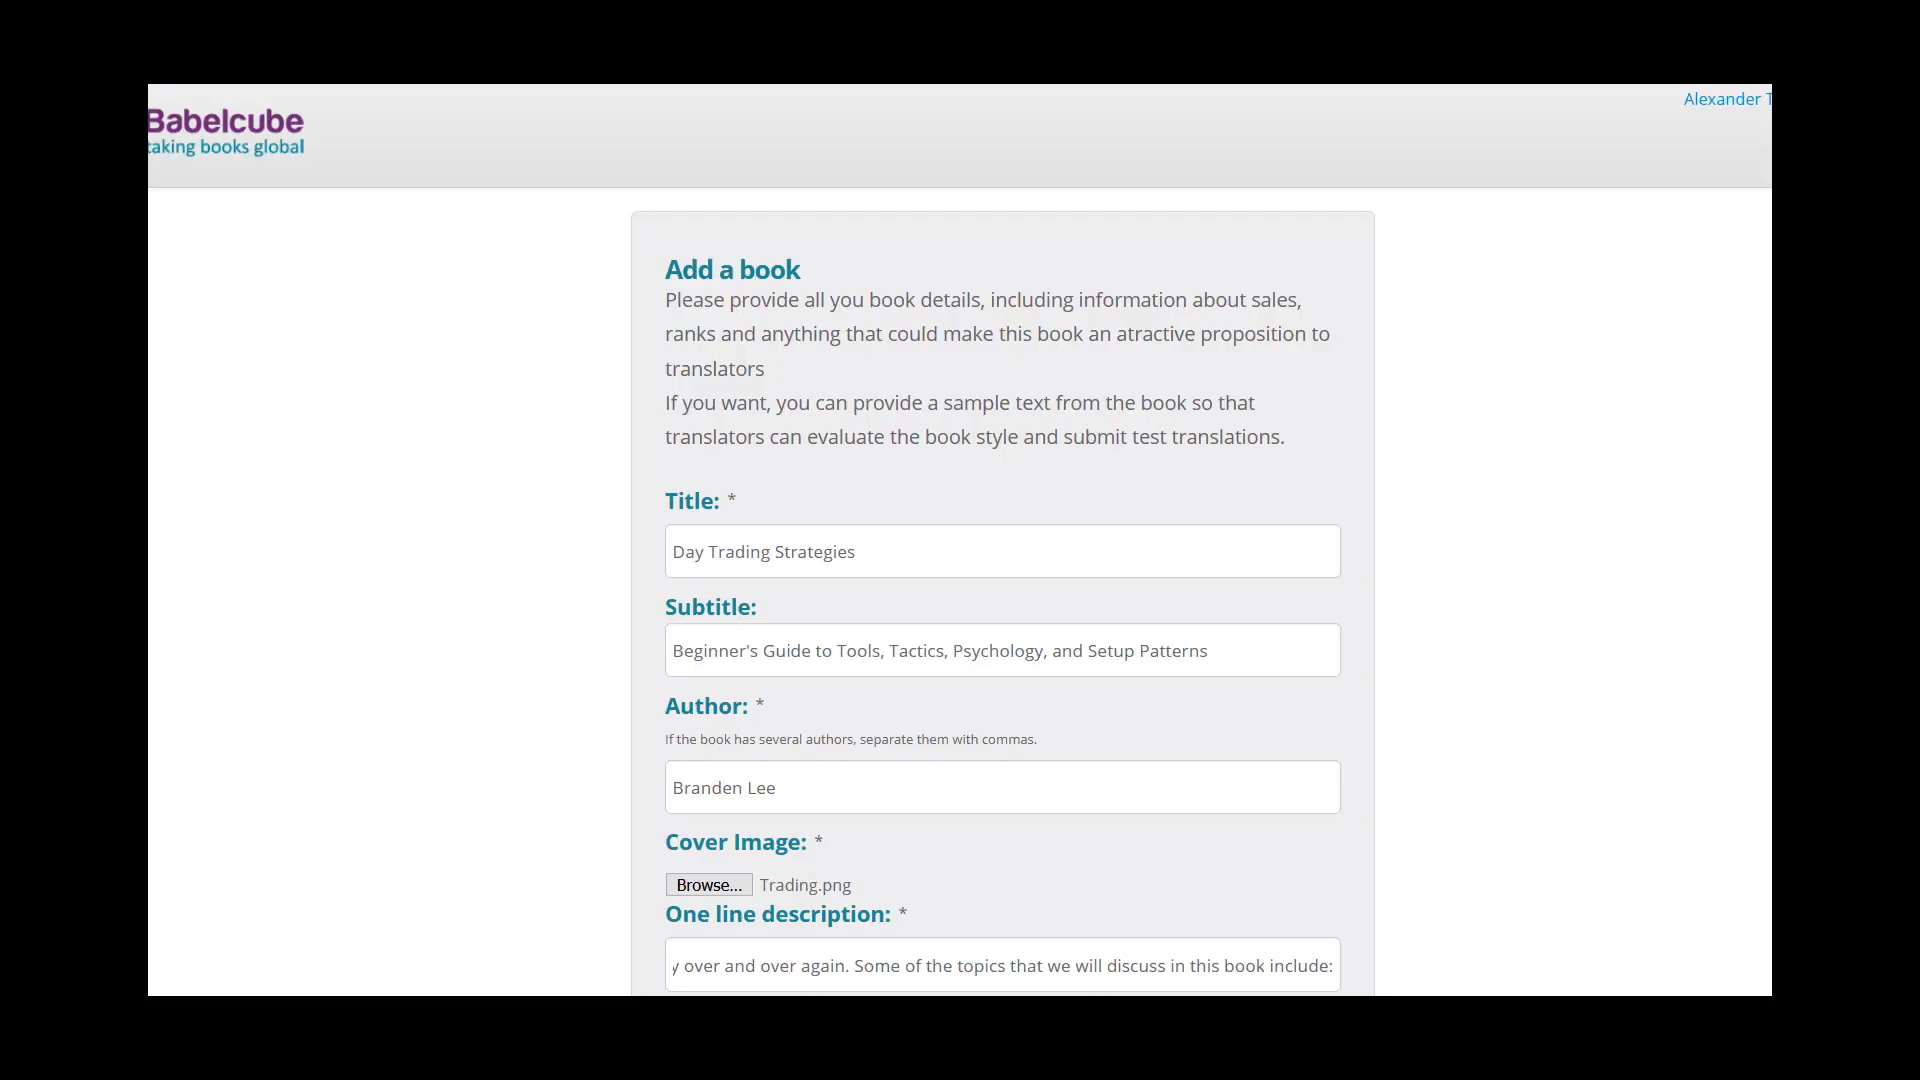 Babelcube
taking books global
Alexander T
Add a book
Please provide all you book details, including information about sales,
ranks and anything that could make this book an atractive proposition to
translators
If you want, you can provide a sample text from the book so that
translators can evaluate the book style and submit test translations.
Title: *
Day Trading Strategies
Subtitle:
Beginner's Guide to Tools, Tactics, Psychology, and Setup Patterns
Author: *
If the book has several authors, separate them with commas.
Branden Lee
Cover Image: *
Browse... Trading.png
One line description: *
y over and over again. Some of the topics that we will discuss in this book include: